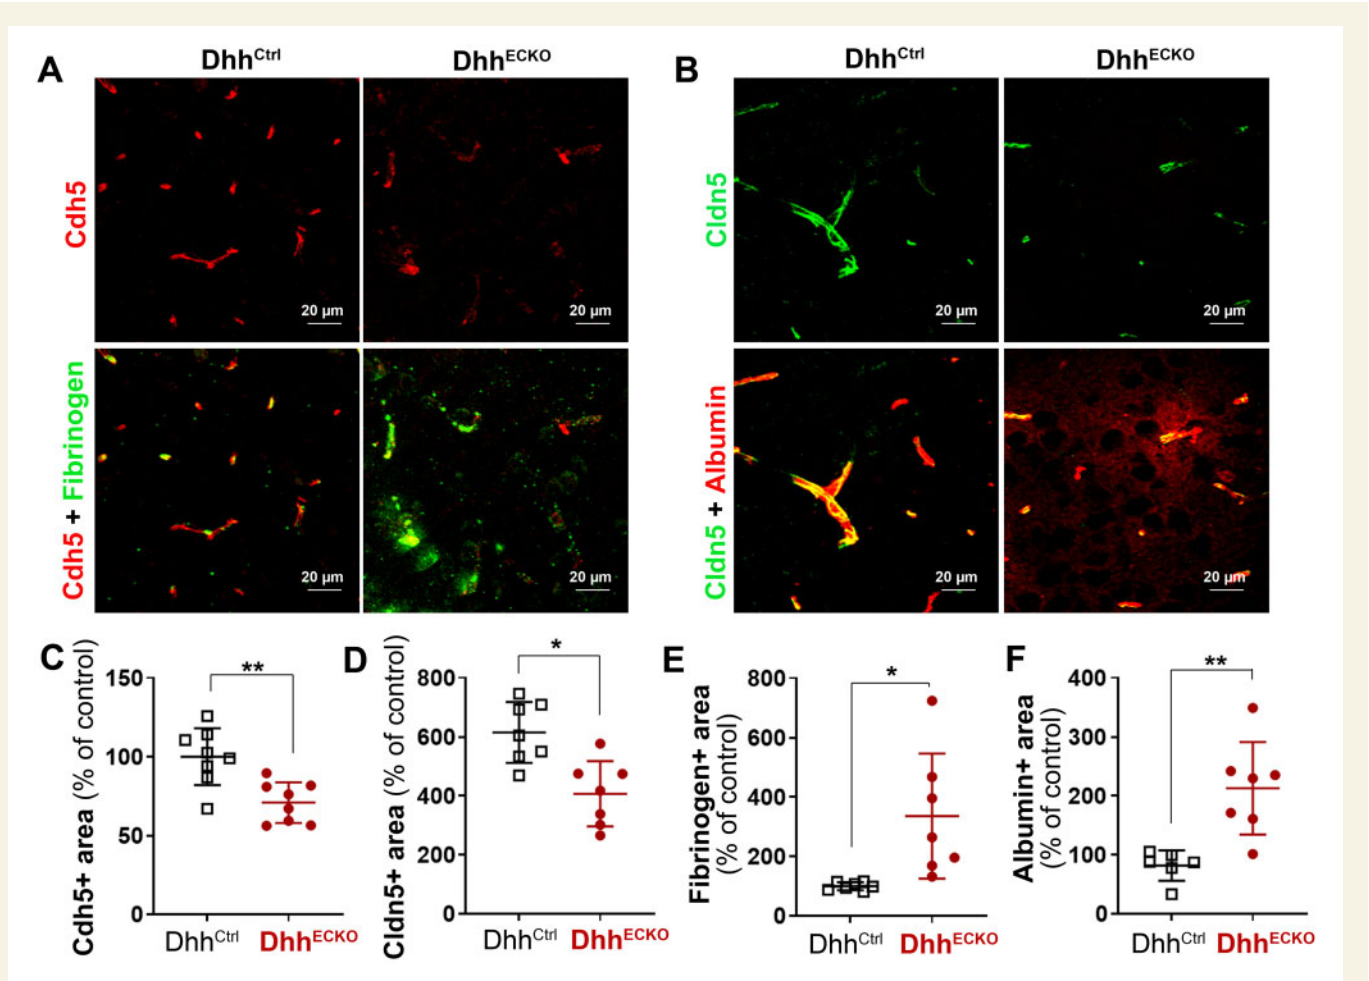 A
Dhh^Ctrl
Dhh^ECKO
B
Dhh^Ctrl
Dhh^ECKO
Cdh5
20 µm
20 µm
Cldn5
20 µm
20 µm
Cdh5 + Fibrinogen
20 µm
20 µm
Cldn5 + Albumin
20 µm
20 µm
C
Cdh5+ area (% of control)
150
100
50
0
**
Dhh^Ctrl
Dhh^ECKO
D
Cldn5+ area (% of control)
800
600
400
200
0
*
Dhh^Ctrl
Dhh^ECKO
E
Fibrinogen+ area
(% of control)
800
600
400
200
0
*
Dhh^Ctrl
Dhh^ECKO
F
Albumin+ area
(% of control)
400
300
200
100
0
**
Dhh^Ctrl
Dhh^ECKO